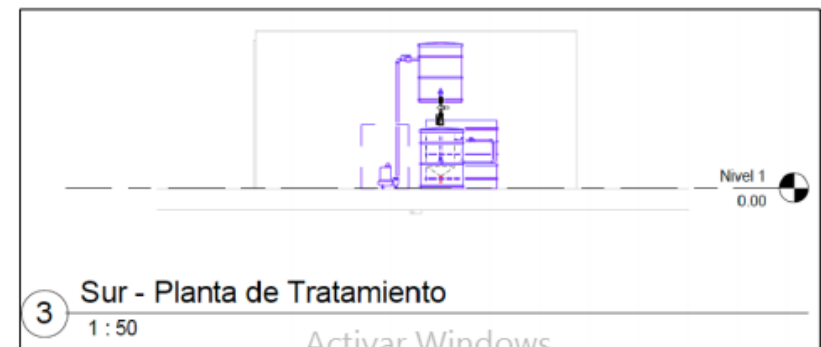 Nivel 1
0.00
3
Sur - Planta de Tratamiento
1 : 50
Activar Windows